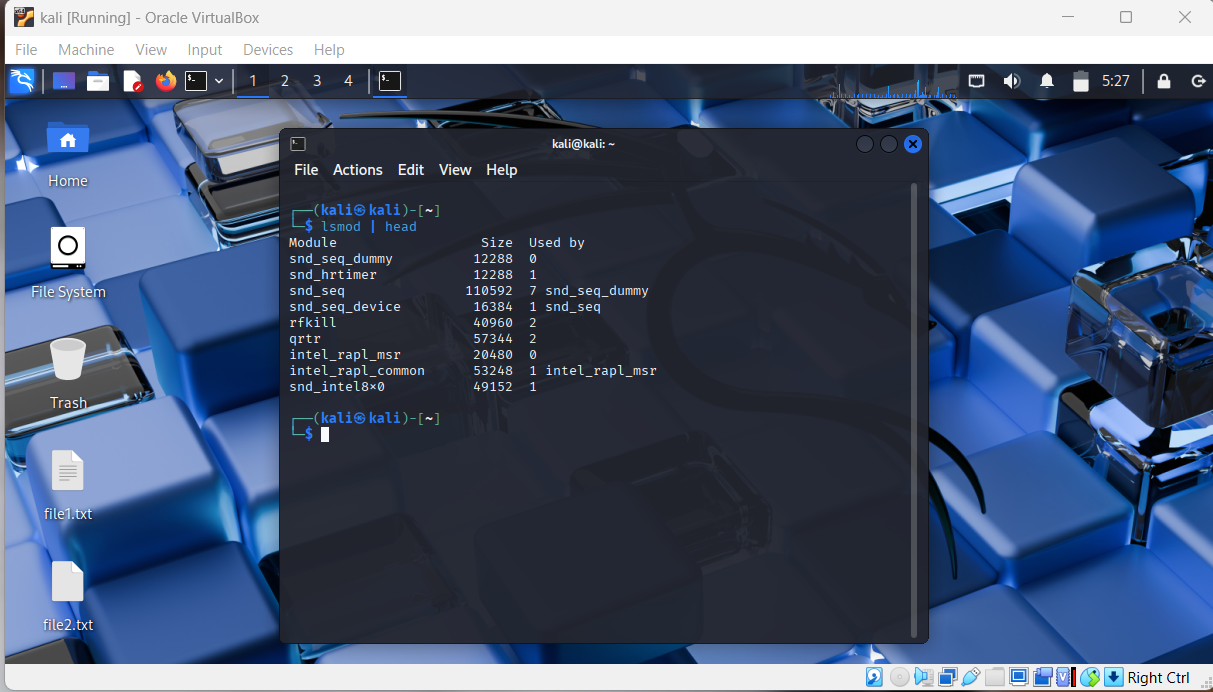 kali [Running] - Oracle VirtualBox
File Machine View Input Devices Help
1 2 3 4 5:27
Home
File System
Trash
file1.txt
file2.txt
kali@kali: ~
File Actions Edit View Help
┌──(kali㉿kali)-[~]
└─$ lsmod | head
Module                  Size  Used by
snd_seq_dummy          12288  0
snd_hrtimer            12288  1
snd_seq               110592  7 snd_seq_dummy
snd_seq_device         16384  1 snd_seq
rfkill                 40960  2
qrtr                   57344  2
intel_rapl_msr         20480  0
intel_rapl_common      53248  1 intel_rapl_msr
snd_intel8×0           49152  1
┌──(kali㉿kali)-[~]
└─$
Right Ctrl